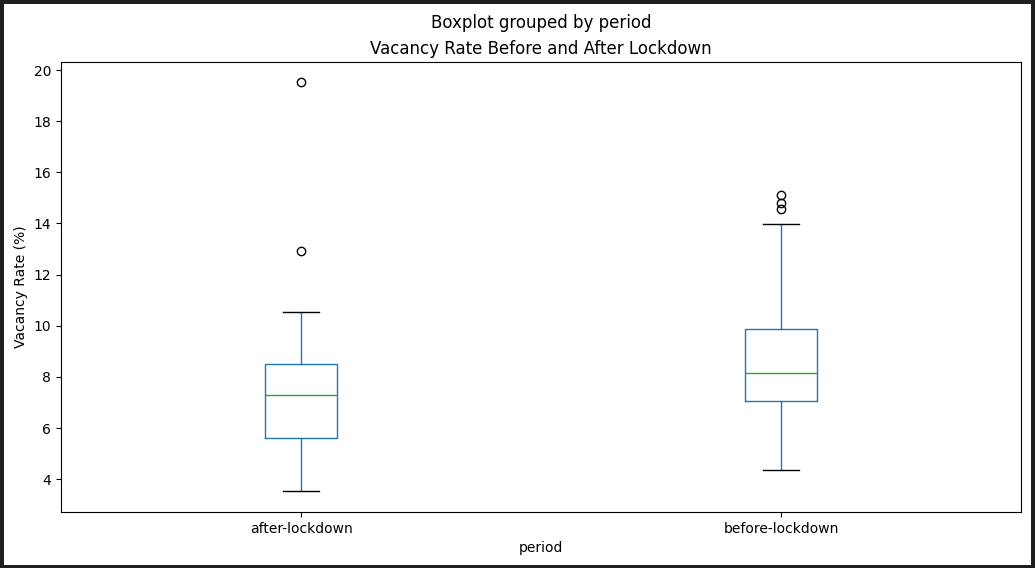 Boxplot grouped by period
Vacancy Rate Before and After Lockdown
Vacancy Rate (%)
20
18
16
14
12
10
8
6
4
after-lockdown
before-lockdown
period